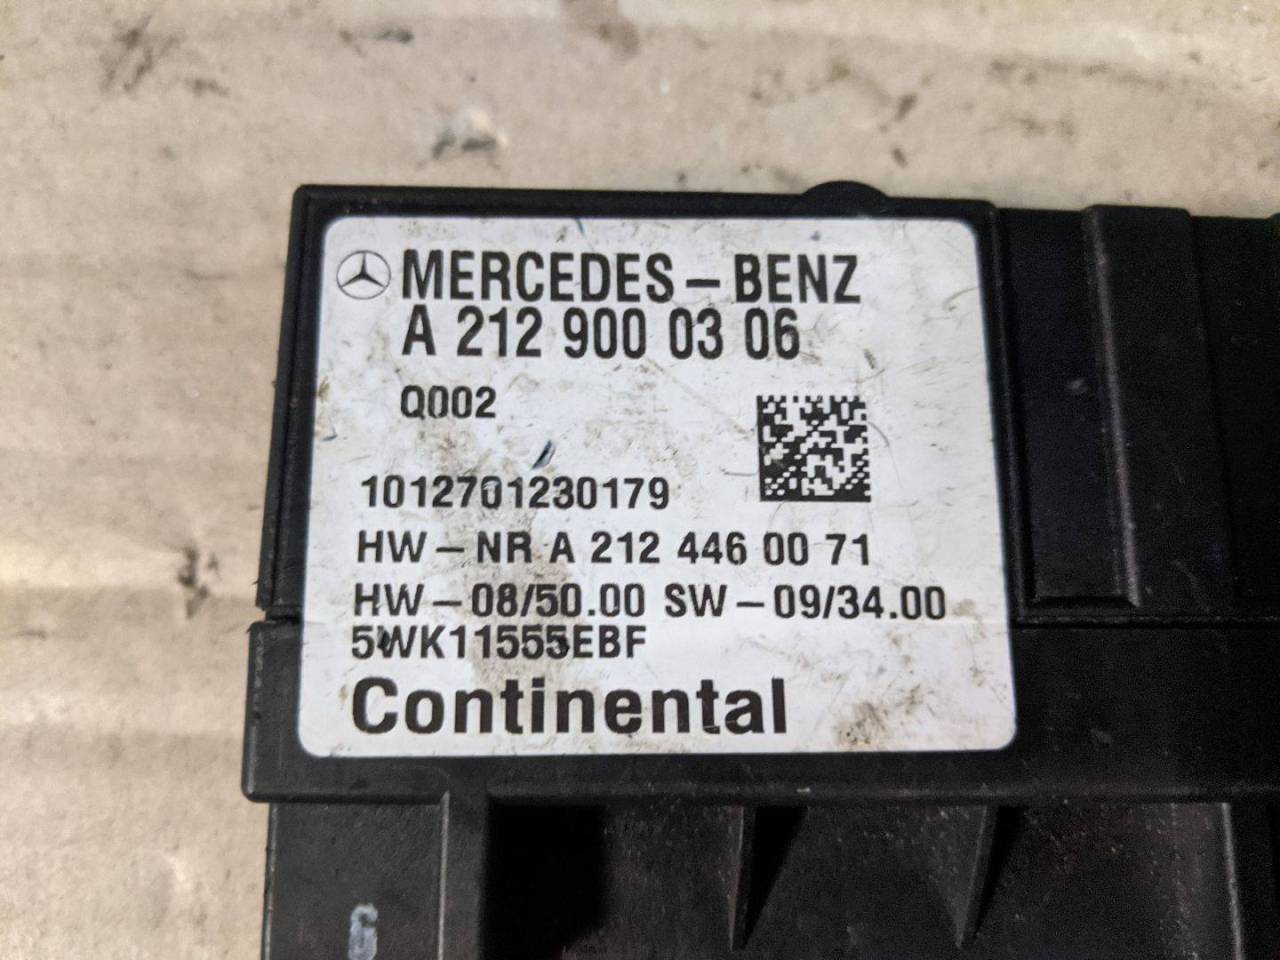 MERCEDES-BENZ
A 212 900 03 06
Q002
1012701230179
HW-NR A 212 446 00 71
HW-08/50.00 SW-09/34.00
5WK11555EBF
Continental
G